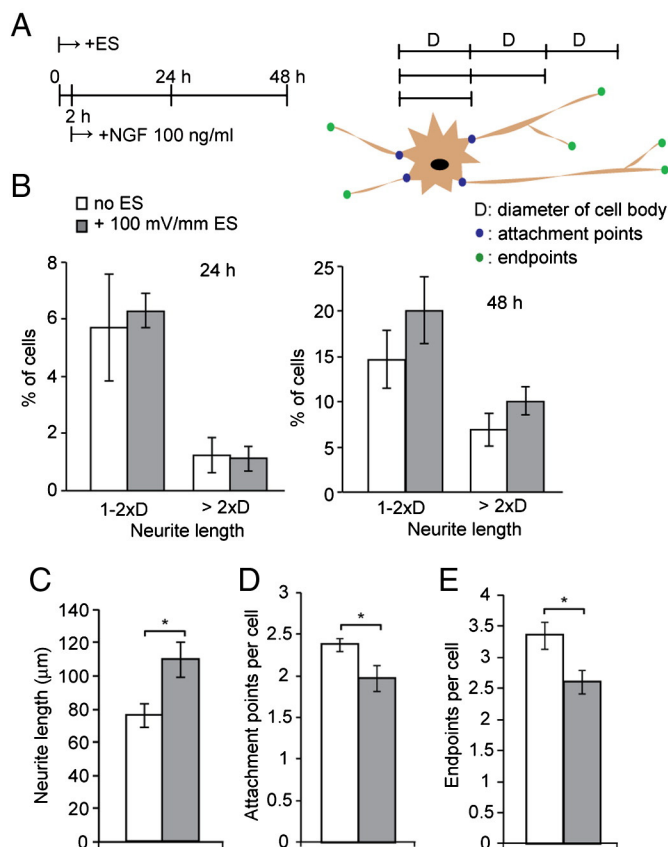 A
+ES
0
24 h
48 h
2 h
+NGF 100 ng/ml
D
D
D
D: diameter of cell body
: attachment points
: endpoints
B
no ES
+ 100 mV/mm ES
24 h
% of cells
8
6
4
2
0
1-2xD
> 2xD
Neurite length
48 h
% of cells
25
20
15
10
5
0
1-2xD
> 2xD
Neurite length
C
Neurite length (µm)
140
120
100
80
60
40
20
0
*
D
Attachment points per cell
3
2.5
2
1.5
1
0.5
0
*
E
Endpoints per cell
4
3.5
3
2.5
2
1.5
1
0.5
0
*